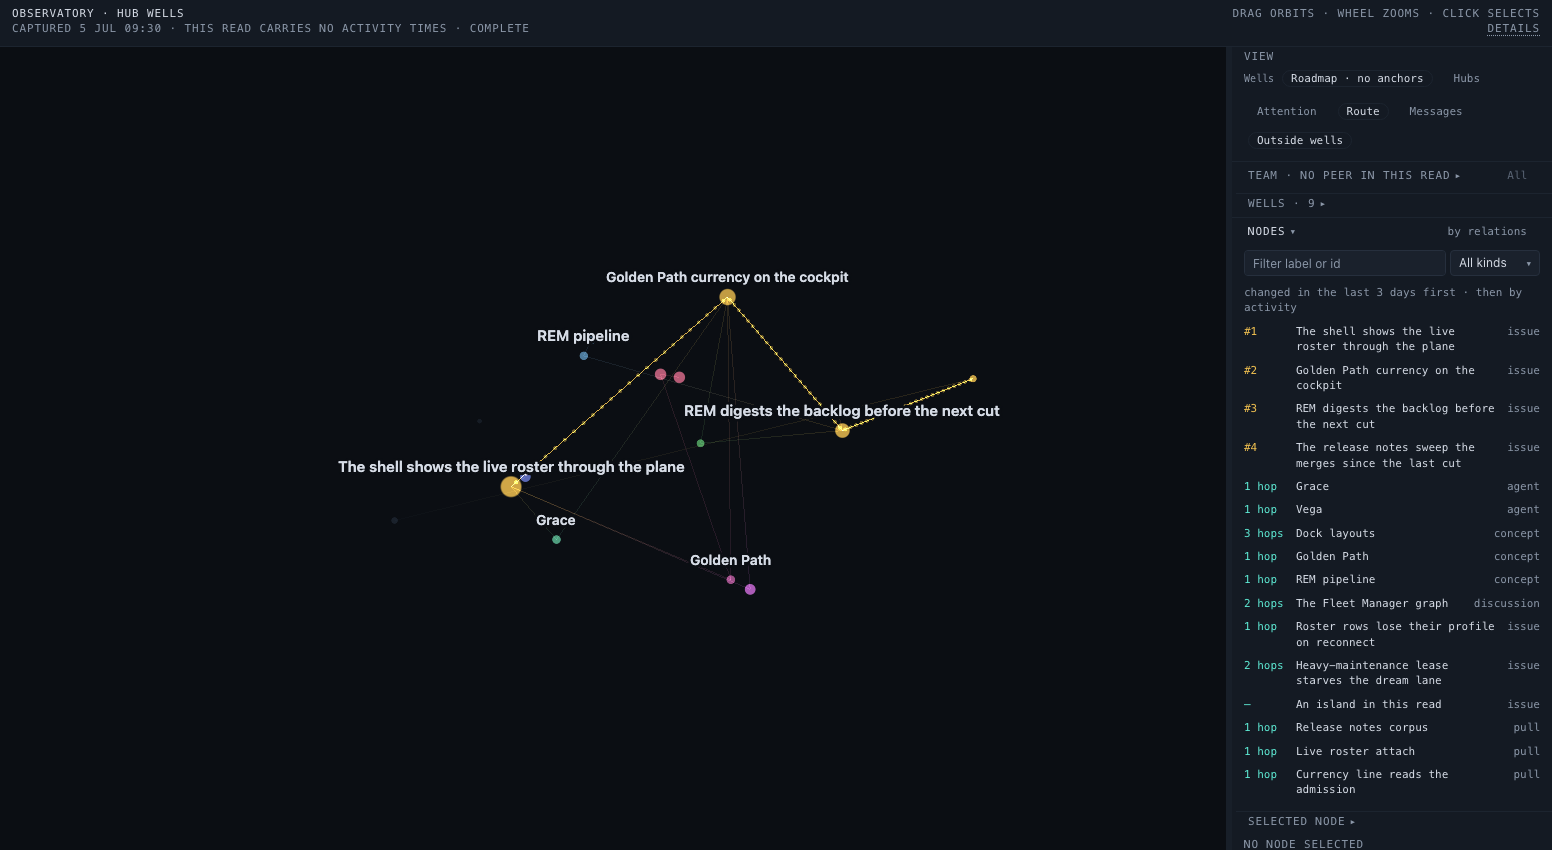 OBSERVATORY · HUB WELLS
CAPTURED 5 JUL 09:30 · THIS READ CARRIES NO ACTIVITY TIMES · COMPLETE
DRAG ORBITS · WHEEL ZOOMS · CLICK SELECTS
DETAILS
Golden Path currency on the cockpit
REM pipeline
REM digests the backlog before the next cut
The shell shows the live roster through the plane
Grace
Golden Path
VIEW
Wells Roadmap · no anchors Hubs
Attention Route Messages
Outside wells
TEAM · NO PEER IN THIS READ ▸ All
WELLS · 9 ▸
NODES ▾ by relations
Filter label or id All kinds ▾
changed in the last 3 days first · then by
activity
#1 The shell shows the live issue
roster through the plane
#2 Golden Path currency on the issue
cockpit
#3 REM digests the backlog before issue
the next cut
#4 The release notes sweep the issue
merges since the last cut
1 hop Grace agent
1 hop Vega agent
3 hops Dock layouts concept
1 hop Golden Path concept
1 hop REM pipeline concept
2 hops The Fleet Manager graph discussion
1 hop Roster rows lose their profile issue
on reconnect
2 hops Heavy-maintenance lease issue
starves the dream lane
— An island in this read issue
1 hop Release notes corpus pull
1 hop Live roster attach pull
1 hop Currency line reads the pull
admission
SELECTED NODE ▸
NO NODE SELECTED